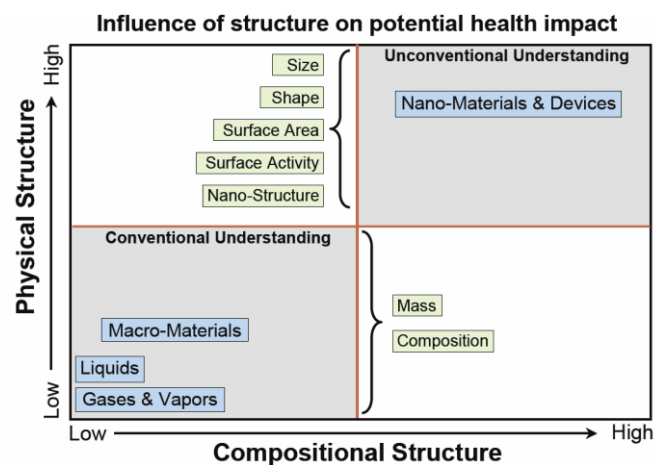 Influence of structure on potential health impact
High
Physical Structure
Low
Size
Shape
Surface Area
Surface Activity
Nano-Structure
Unconventional Understanding
Nano-Materials & Devices
Conventional Understanding
Macro-Materials
Liquids
Gases & Vapors
Mass
Composition
Low
High
Compositional Structure